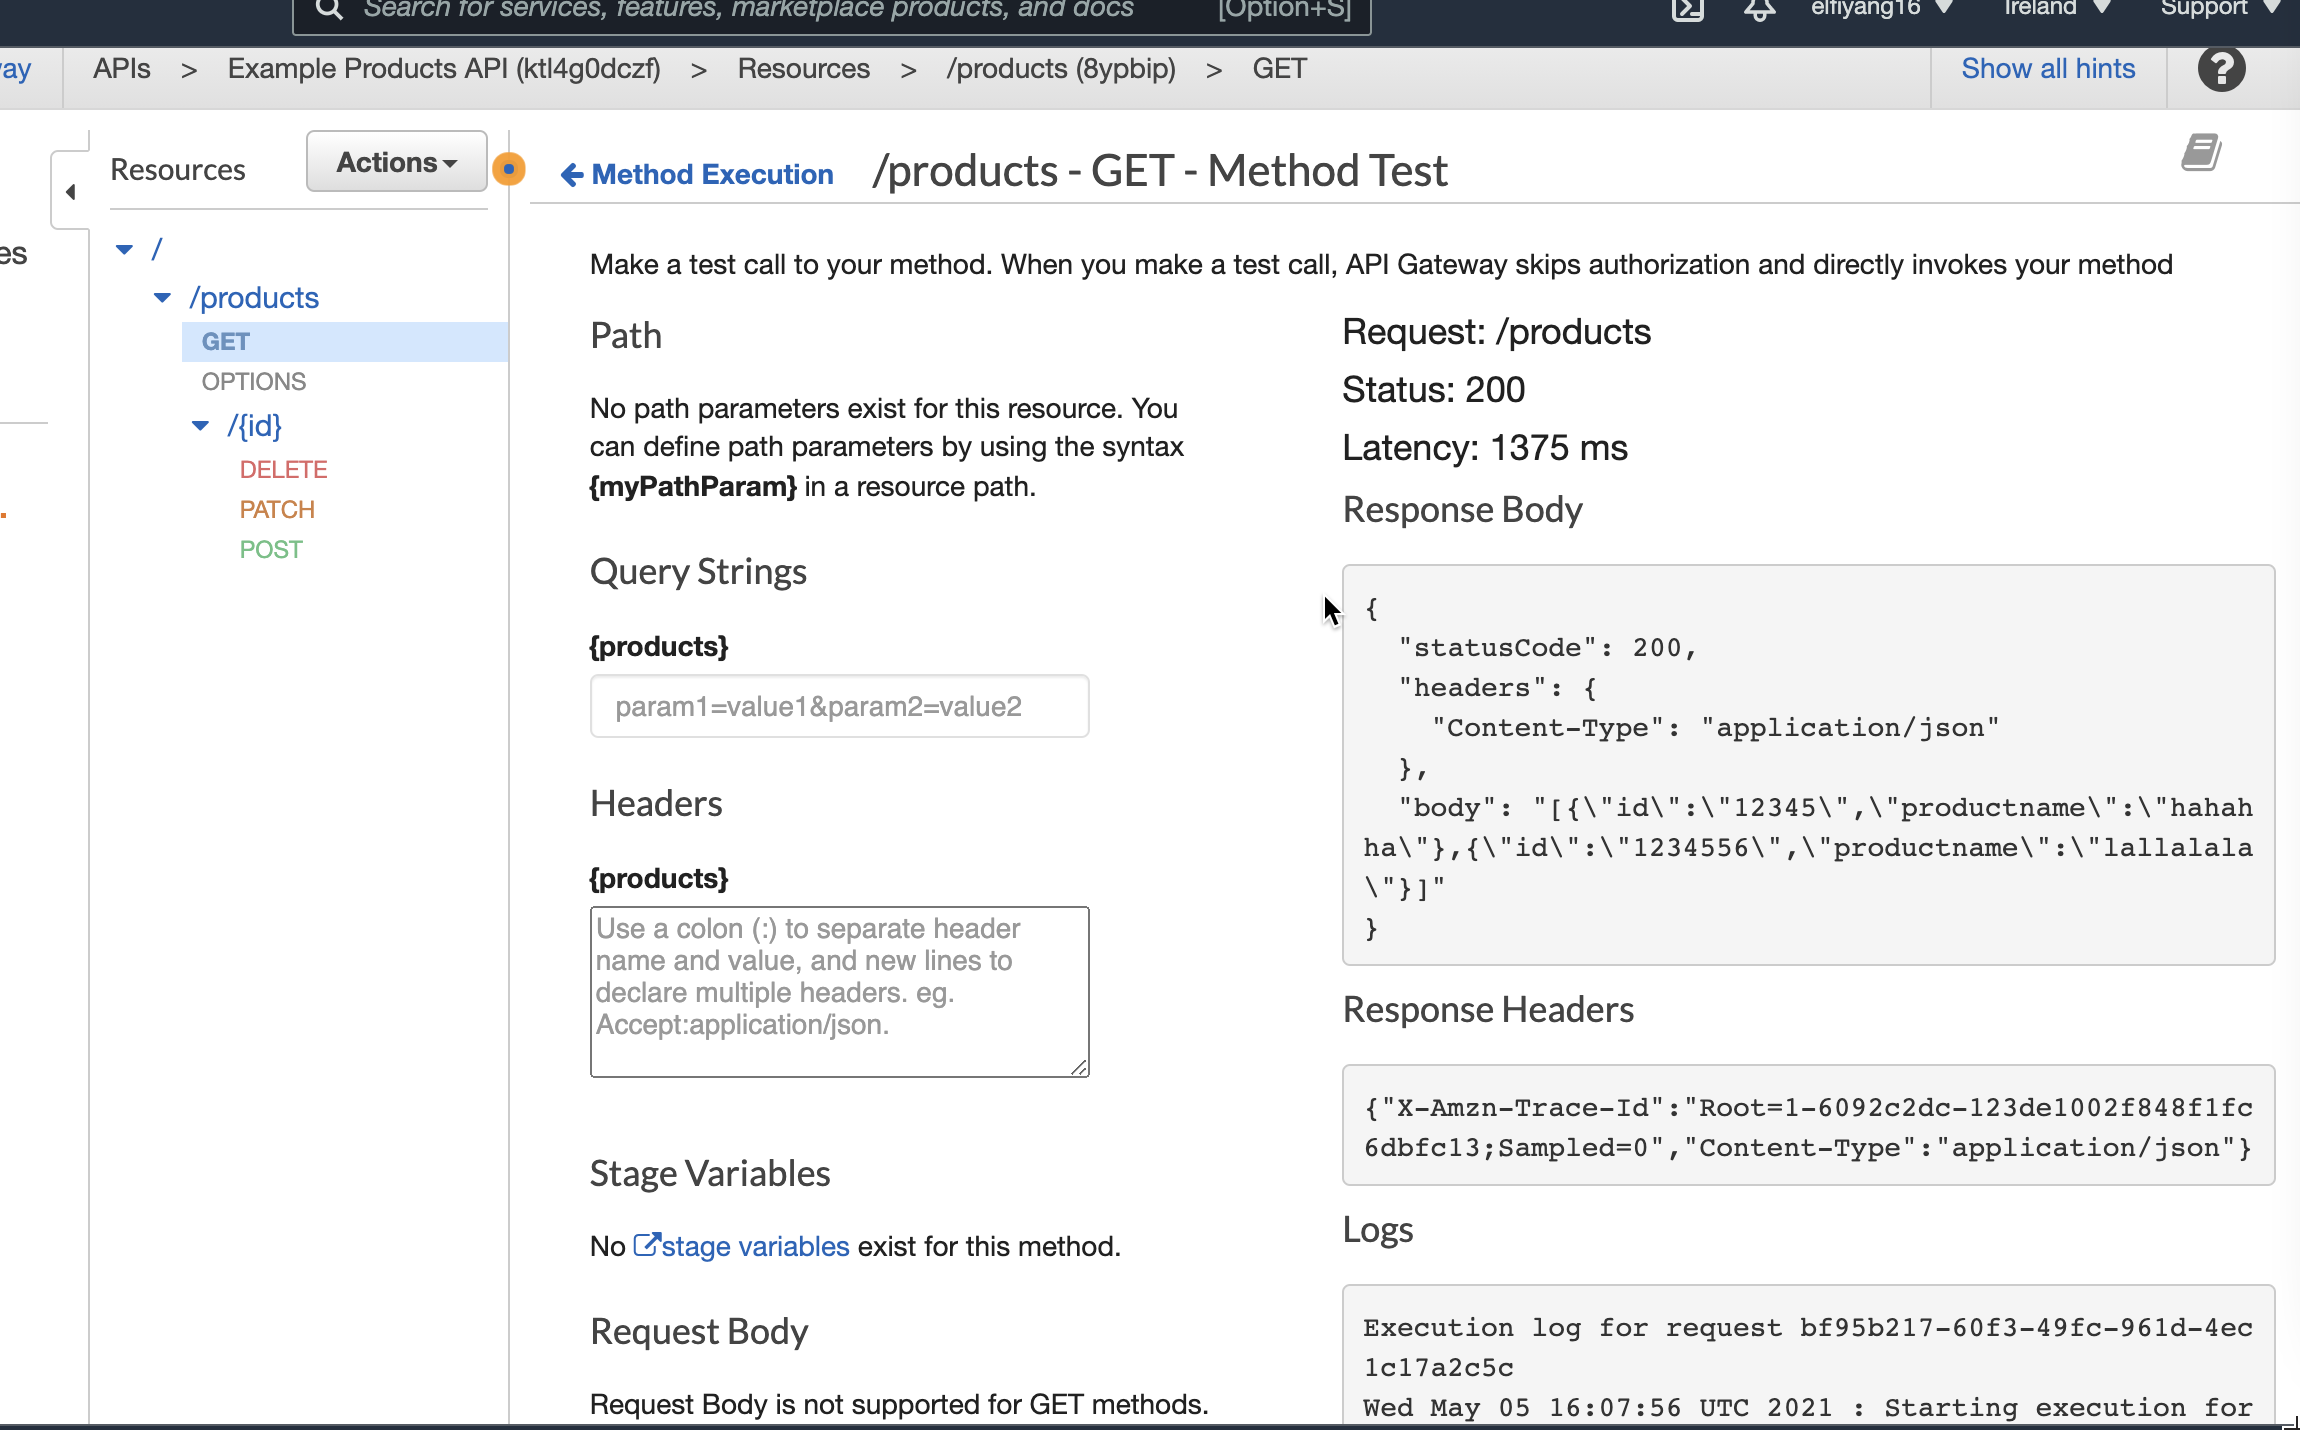 Search for services, features, marketplace products, and docs [Option+S] elfiyang16 Ireland Support
APIs > Example Products API (ktl4g0dczf) > Resources > /products (8ypbip) > GET Show all hints
Resources
Actions
Method Execution
/products - GET - Method Test
/
/products
GET
OPTIONS
/{id}
DELETE
PATCH
POST
Make a test call to your method. When you make a test call, API Gateway skips authorization and directly invokes your method
Path
No path parameters exist for this resource. You
can define path parameters by using the syntax
{myPathParam} in a resource path.
Query Strings
{products}
param1=value1&param2=value2
Headers
{products}
Use a colon (:) to separate header
name and value, and new lines to
declare multiple headers. eg.
Accept:application/json.
Stage Variables
No stage variables exist for this method.
Request Body
Request Body is not supported for GET methods.
Request: /products
Status: 200
Latency: 1375 ms
Response Body
{
"statusCode": 200,
"headers": {
"Content-Type": "application/json"
},
"body": "[{\"id\":\"12345\",\"productname\":\"hahah
ha\"},{\"id\":\"1234556\",\"productname\":\"lallalala
\"}]"
}
Response Headers
{"X-Amzn-Trace-Id":"Root=1-6092c2dc-123de1002f848f1fc
6dbfc13;Sampled=0","Content-Type":"application/json"}
Logs
Execution log for request bf95b217-60f3-49fc-961d-4ec
1c17a2c5c
Wed May 05 16:07:56 UTC 2021 : Starting execution for